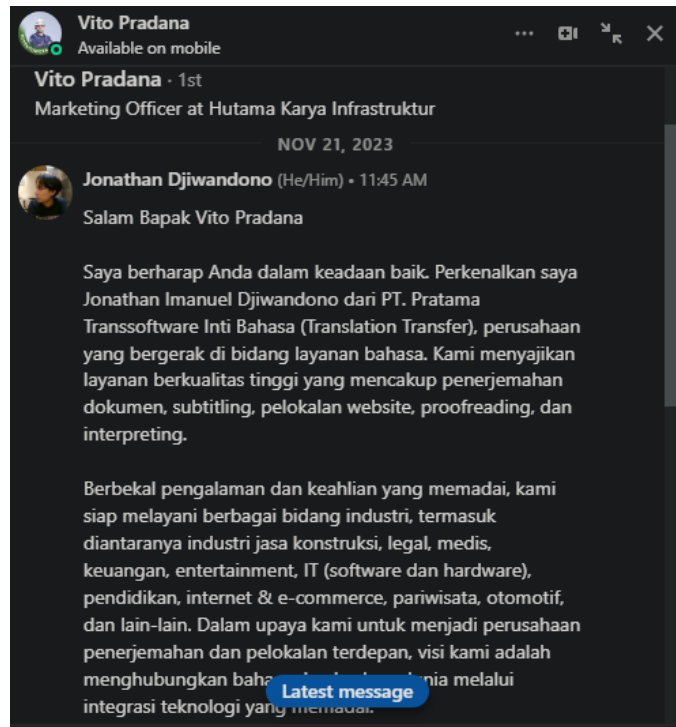 Vito Pradana
Available on mobile
Vito Pradana · 1st
Marketing Officer at Hutama Karya Infrastruktur
NOV 21, 2023
Jonathan Djiwandono (He/Him) • 11:45 AM
Salam Bapak Vito Pradana
Saya berharap Anda dalam keadaan baik. Perkenalkan saya
Jonathan Imanuel Djiwandono dari PT. Pratama
Transsoftware Inti Bahasa (Translation Transfer), perusahaan
yang bergerak di bidang layanan bahasa. Kami menyajikan
layanan berkualitas tinggi yang mencakup penerjemahan
dokumen, subtitling, pelokalan website, proofreading, dan
interpreting.
Berbekal pengalaman dan keahlian yang memadai, kami
siap melayani berbagai bidang industri, termasuk
diantaranya industri jasa konstruksi, legal, medis,
keuangan, entertainment, IT (software dan hardware),
pendidikan, internet & e-commerce, pariwisata, otomotif,
dan lain-lain. Dalam upaya kami untuk menjadi perusahaan
penerjemahan dan pelokalan terdepan, visi kami adalah
menghubungkan melalui
integrasi teknologi yang memadai.
Latest message